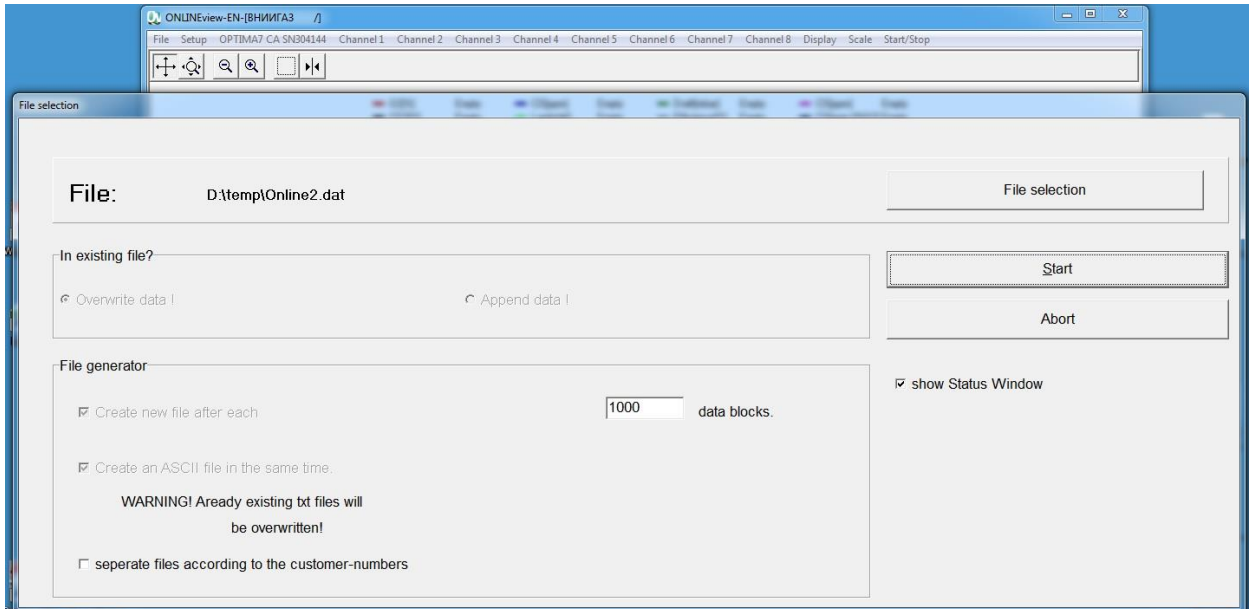 ONLINEview-EN-[ВНИИГАЗ /]
File Setup OPTIMA7 CA SN304144 Channel 1 Channel 2 Channel 3 Channel 4 Channel 5 Channel 6 Channel 7 Channel 8 Display Scale Start/Stop
File selection
File: D:\temp\Online2.dat
File selection
In existing file?
Start
Overwrite data ! Append data !
Abort
File generator
show Status Window
Create new file after each 1000 data blocks.
Create an ASCII file in the same time.
WARNING! Aready existing txt files will
be overwritten!
seperate files according to the customer-numbers